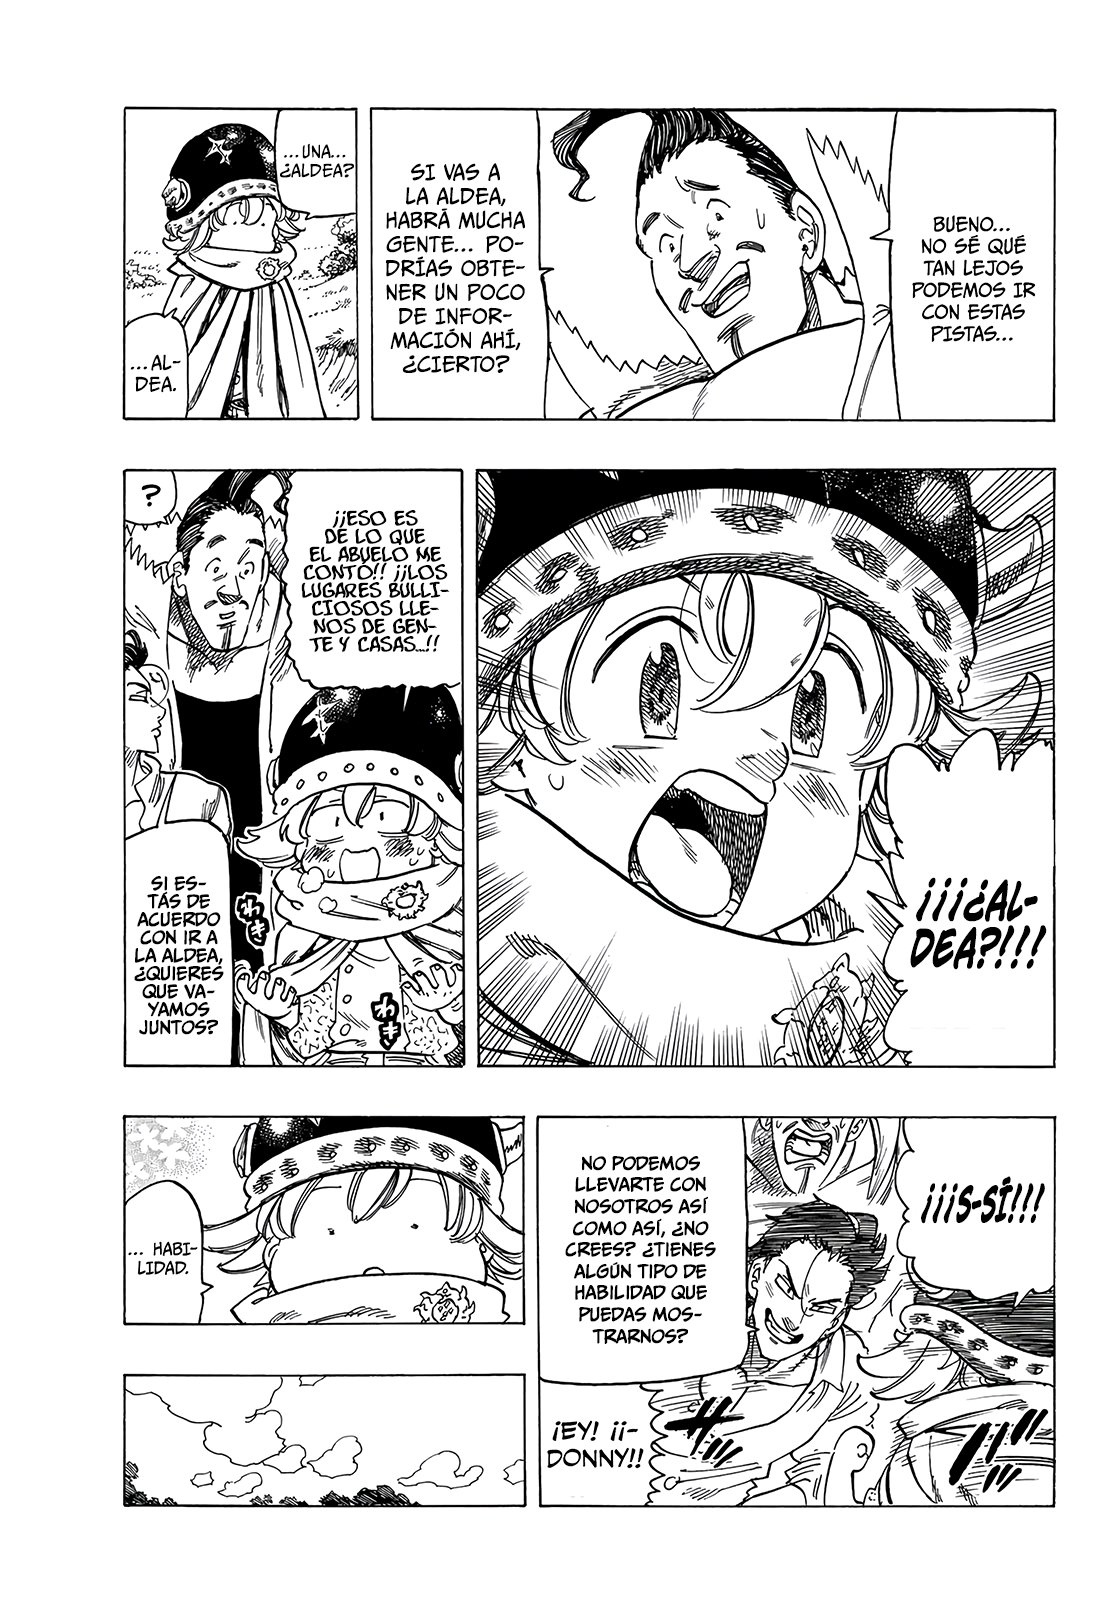 BUENO...
NO SÉ QUÉ
TAN LEJOS
PODEMOS IR
CON ESTAS
PISTAS...
SI VAS A
LA ALDEA,
HABRÁ MUCHA
GENTE... PO-
DRÍAS OBTE-
NER UN POCO
DE INFOR-
MACIÓN AHÍ,
¿CIERTO?
...UNA...
¿ALDEA?
...AL-
DEA.
¡¡¡¿AL-
DEA?!!!
¡¡ESO ES
DE LO QUE
EL ABUELO ME
CONTÓ!! ¡¡LOS
LUGARES BULLI-
CIOSOS LLE-
NOS DE GEN-
TE Y CASAS...!!
?
わき
わき
SI ES-
TÁS DE
ACUERDO
CON IR A
LA ALDEA,
¿QUIERES
QUE VA-
YAMOS
JUNTOS?
¡¡¡S-SÍ!!!
NO PODEMOS
LLEVARTE CON
NOSOTROS ASÍ
COMO ASÍ, ¿NO
CREES? ¿TIENES
ALGÚN TIPO DE
HABILIDAD QUE
PUEDAS MOS-
TRARNOS?
¡EY! ¡¡-
DONNY!!
... HABI-
LIDAD.